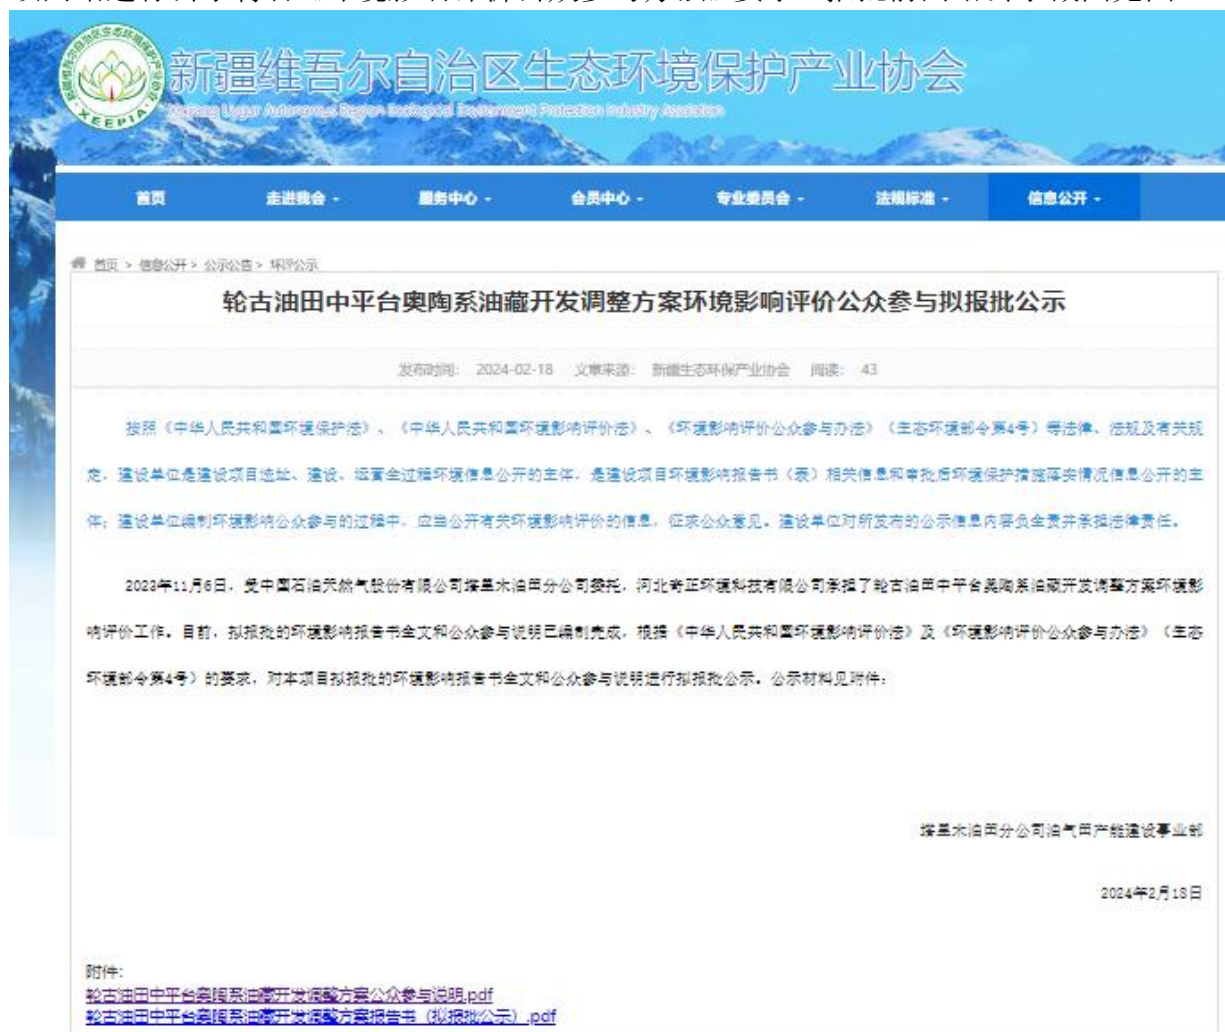 新疆维吾尔自治区生态环境保护产业协会
Xinjiang Uygur Autonomous Region Ecological Environment Protection Industry Association
XEEPIA
首页 走进我会 服务中心 会员中心 专业委员会 法规标准 信息公开
首页 > 信息公开 > 公示公告 > 环评公示
轮古油田中平台奥陶系油藏开发调整方案环境影响评价公众参与拟报批公示
发布时间: 2024-02-18 文章来源: 新疆生态环保产业协会 阅读: 43
按照《中华人民共和国环境保护法》、《中华人民共和国环境影响评价法》、《环境影响评价公众参与办法》（生态环境部令第4号）等法律、法规及有关规
定，建设单位是建设项目选址、建设、运营全过程环境信息公开的主体，是建设项目环境影响报告书（表）相关信息和审批后环境保护措施落实情况信息公开的主
体；建设单位编制环境影响公众参与的过程中，应当公开有关环境影响评价的信息，征求公众意见。建设单位对所发布的公示信息内容负全责并承担法律责任。
2023年11月6日，受中国石油天然气股份有限公司塔里木油田分公司委托，河北奇正环境科技有限公司承担了轮古油田中平台奥陶系油藏开发调整方案环境影
响评价工作。目前，拟报批的环境影响报告书全文和公众参与说明已编制完成，根据《中华人民共和国环境影响评价法》及《环境影响评价公众参与办法》（生态
环境部令第4号）的要求，对本项目拟报批的环境影响报告书全文和公众参与说明进行拟报批公示。公示材料见附件：
塔里木油田分公司油气田产能建设事业部
2024年2月18日
附件:
轮古油田中平台奥陶系油藏开发调整方案公众参与说明.pdf
轮古油田中平台奥陶系油藏开发调整方案报告书（拟报批公示）.pdf